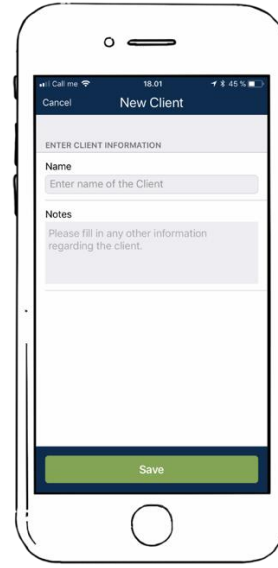 Call me 18.01 45 %
Cancel New Client
ENTER CLIENT INFORMATION
Name
Enter name of the Client
Notes
Please fill in any other information
regarding the client.
Save